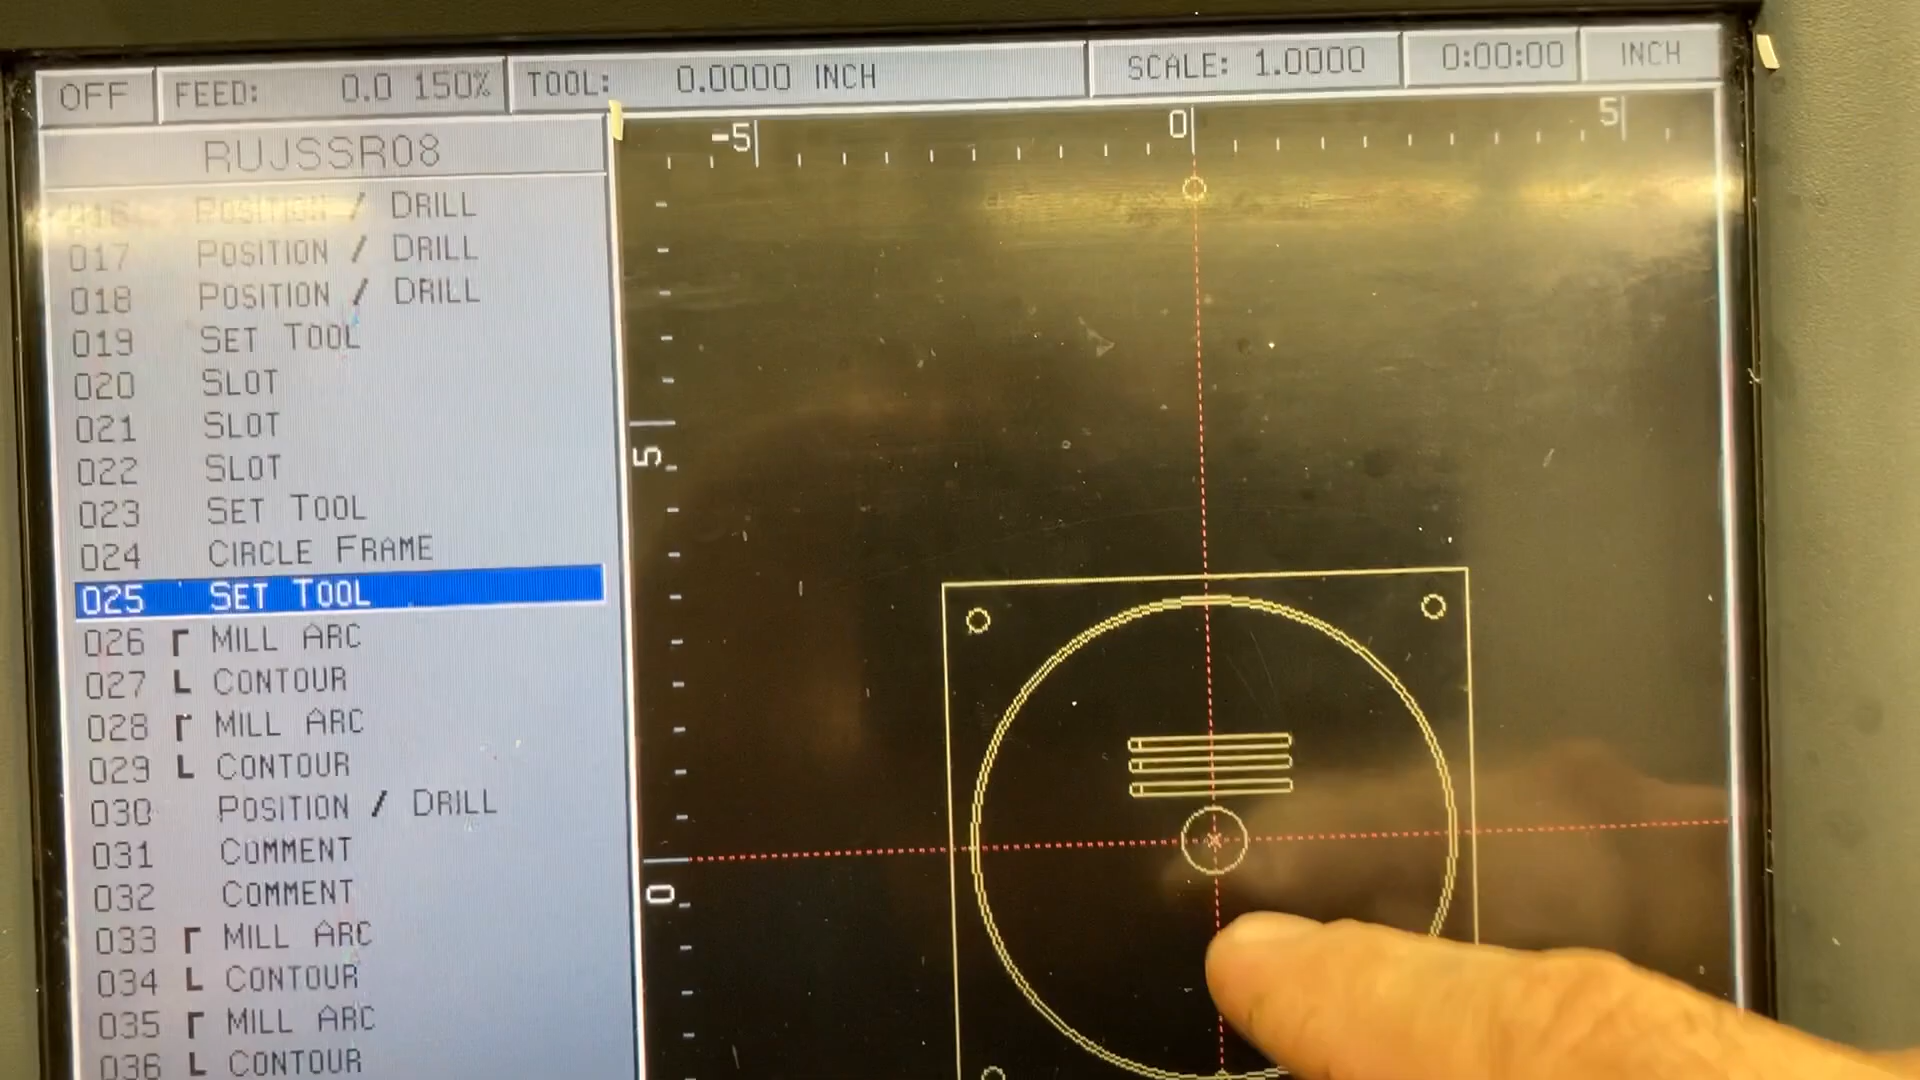 OFF FEED: 0.0 150% TOOL: 0.0000 INCH SCALE: 1.0000 0:00:00 INCH
RUJSSR08
016 POSITION / DRILL
017 POSITION / DRILL
018 POSITION / DRILL
019 SET TOOL
020 SLOT
021 SLOT
022 SLOT
023 SET TOOL
024 CIRCLE FRAME
025 SET TOOL
026 MILL ARC
027 CONTOUR
028 MILL ARC
029 CONTOUR
030 POSITION / DRILL
031 COMMENT
032 COMMENT
033 MILL ARC
034 CONTOUR
035 MILL ARC
036 CONTOUR
-5 0 5
5
0